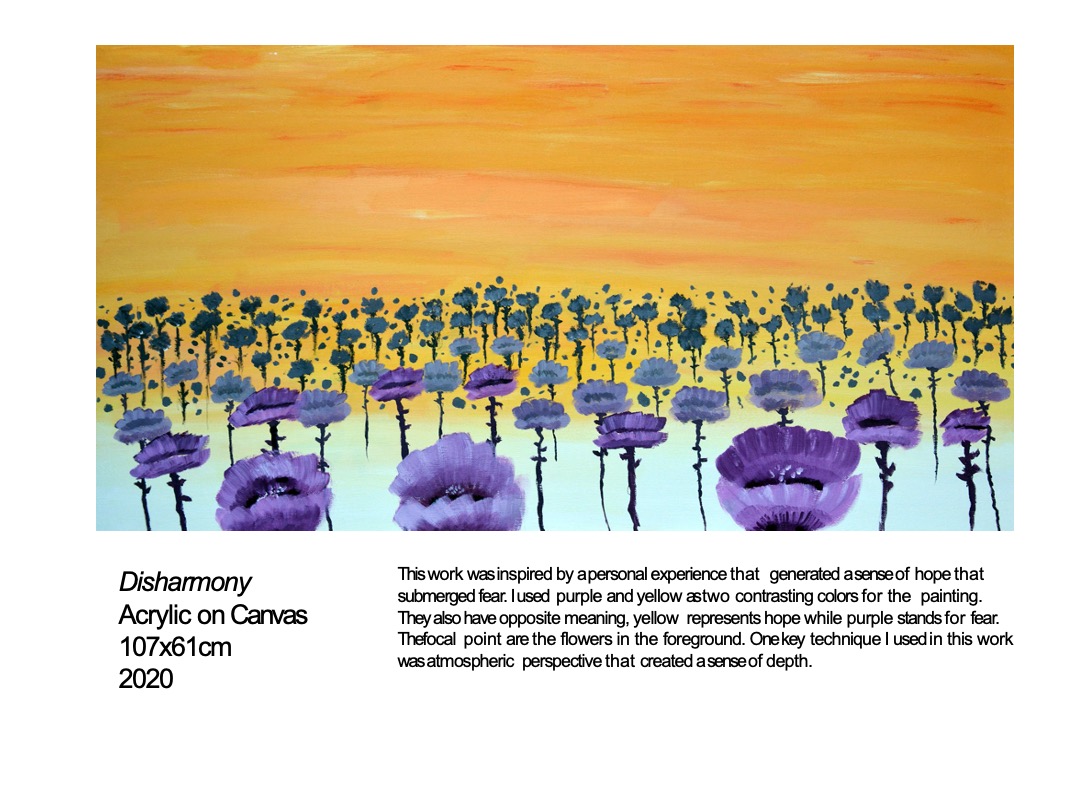 Disharmony
Acrylic on Canvas
107x61cm
2020
This work was inspired by a personal experience that generated a sense of hope that
submerged fear. I used purple and yellow as two contrasting colors for the painting.
They also have opposite meaning, yellow represents hope while purple stands for fear.
The focal point are the flowers in the foreground. One key technique I used in this work
was atmospheric perspective that created a sense of depth.